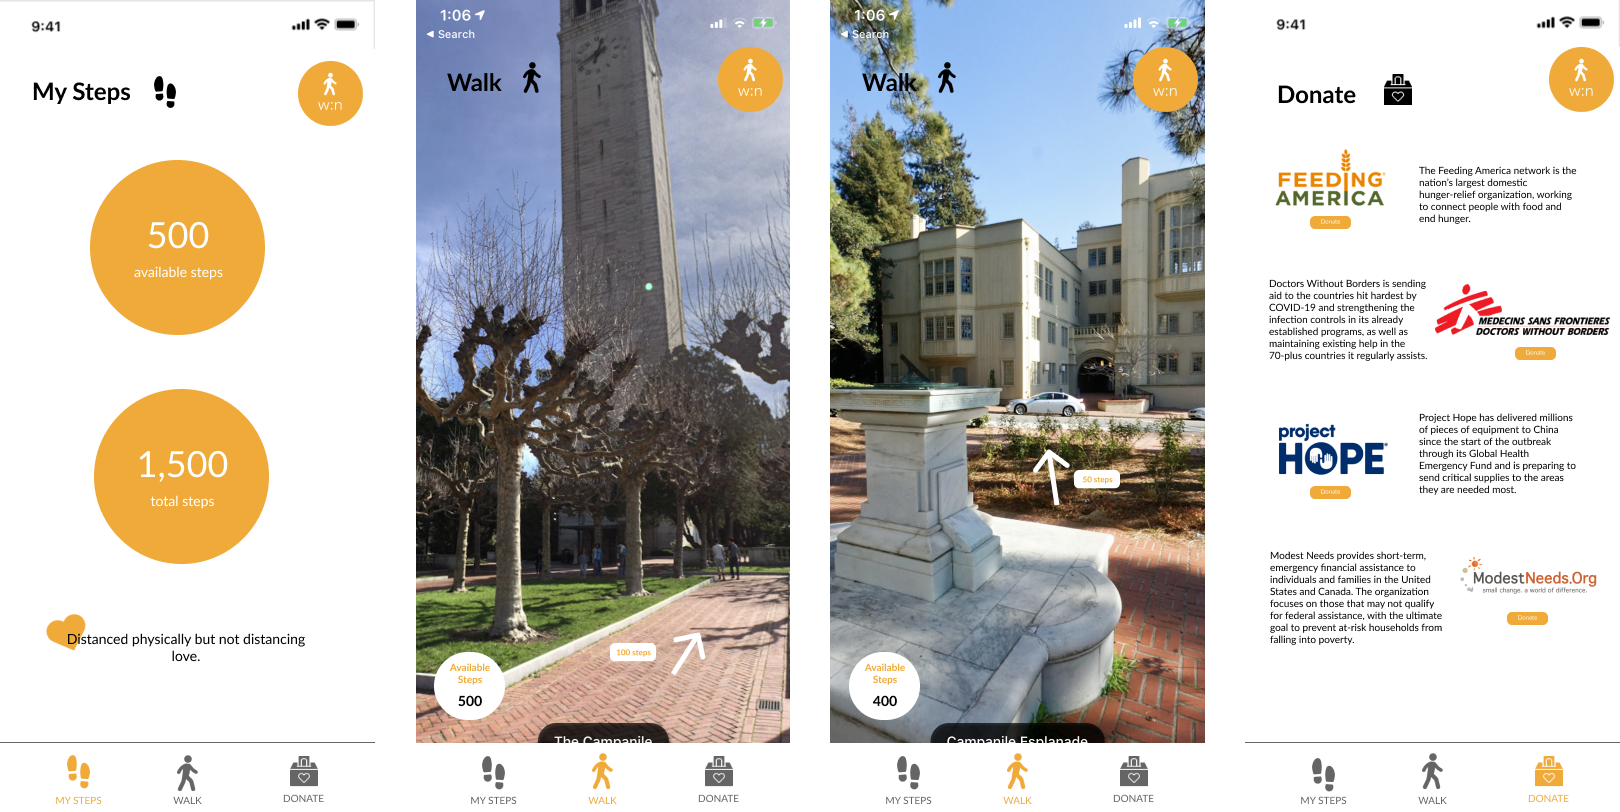 9:41
My Steps
w:n
500
available steps
1,500
total steps
Distanced physically but not distancing
love.
MY STEPS
WALK
DONATE
1:06
Search
Walk
w:n
100 steps
Available
Steps
500
The Campanile
MY STEPS
WALK
DONATE
1:06
Search
Walk
w:n
50 steps
Available
Steps
400
Campanile Esplanade
MY STEPS
WALK
DONATE
9:41
Donate
w:n
FEEDING
AMERICA
Donate
The Feeding America network is the
nation's largest domestic
hunger-relief organization, working
to connect people with food and
end hunger.
Doctors Without Borders is sending
aid to the countries hit hardest by
COVID-19 and strengthening the
infection controls in its already
established programs, as well as
maintaining existing help in the
70-plus countries it regularly assists.
MEDECINS SANS FRONTIERES
DOCTORS WITHOUT BORDERS
Donate
project
HOPE
Donate
Project Hope has delivered millions
of pieces of equipment to China
since the start of the outbreak
through its Global Health
Emergency Fund and is preparing to
send critical supplies to the areas
they are needed most.
Modest Needs provides short-term,
emergency financial assistance to
individuals and families in the United
States and Canada. The organization
focuses on those that may not qualify
for federal assistance, with the ultimate
goal to prevent at-risk households from
falling into poverty.
ModestNeeds.Org
small change. a world of difference.
Donate
MY STEPS
WALK
DONATE